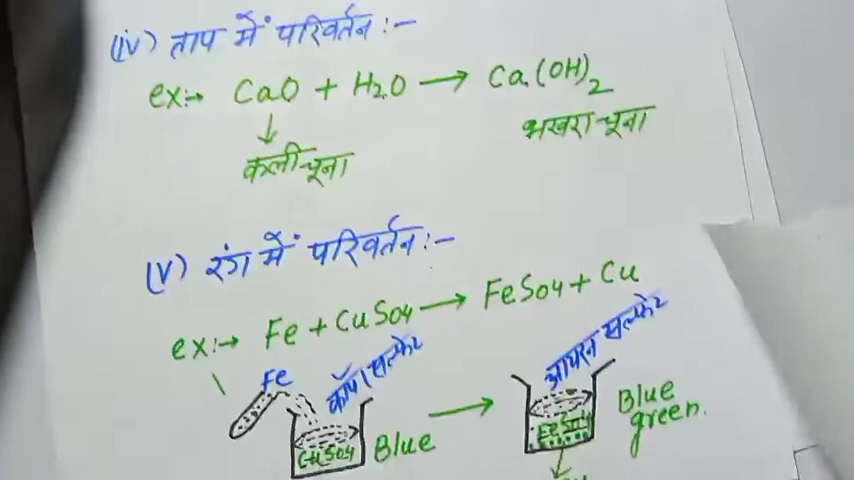 (iv) ताप में परिवर्तन :-
ex:→ CaO + H2O → Ca(OH)2
कली चूना
भखरा चूना
(v) रंग में परिवर्तन :-
ex:→ Fe + CuSo4 → FeSo4 + Cu
Fe
कॉपर सल्फेट
आयरन सल्फेट
CuSo4
Blue
FeSo4
Blue green.